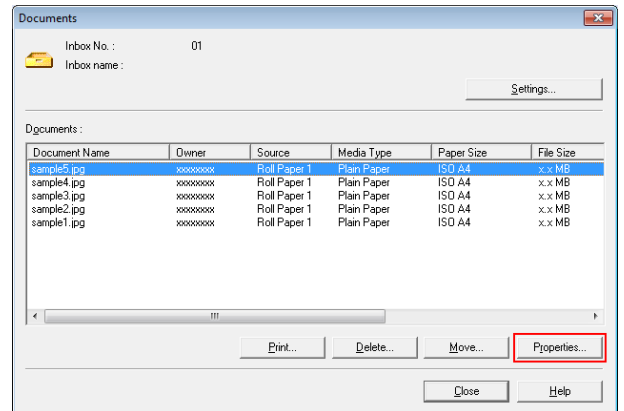 Documents
Inbox No. : 01
Inbox name :
Settings...
Documents :
Document Name Owner Source Media Type Paper Size File Size
sample5.jpg xxxxxxxx Roll Paper 1 Plain Paper ISO A4 x.x MB
sample4.jpg xxxxxxxx Roll Paper 1 Plain Paper ISO A4 x.x MB
sample3.jpg xxxxxxxx Roll Paper 1 Plain Paper ISO A4 x.x MB
sample2.jpg xxxxxxxx Roll Paper 1 Plain Paper ISO A4 x.x MB
sample1.jpg xxxxxxxx Roll Paper 1 Plain Paper ISO A4 x.x MB
Print... Delete... Move... Properties...
Close Help